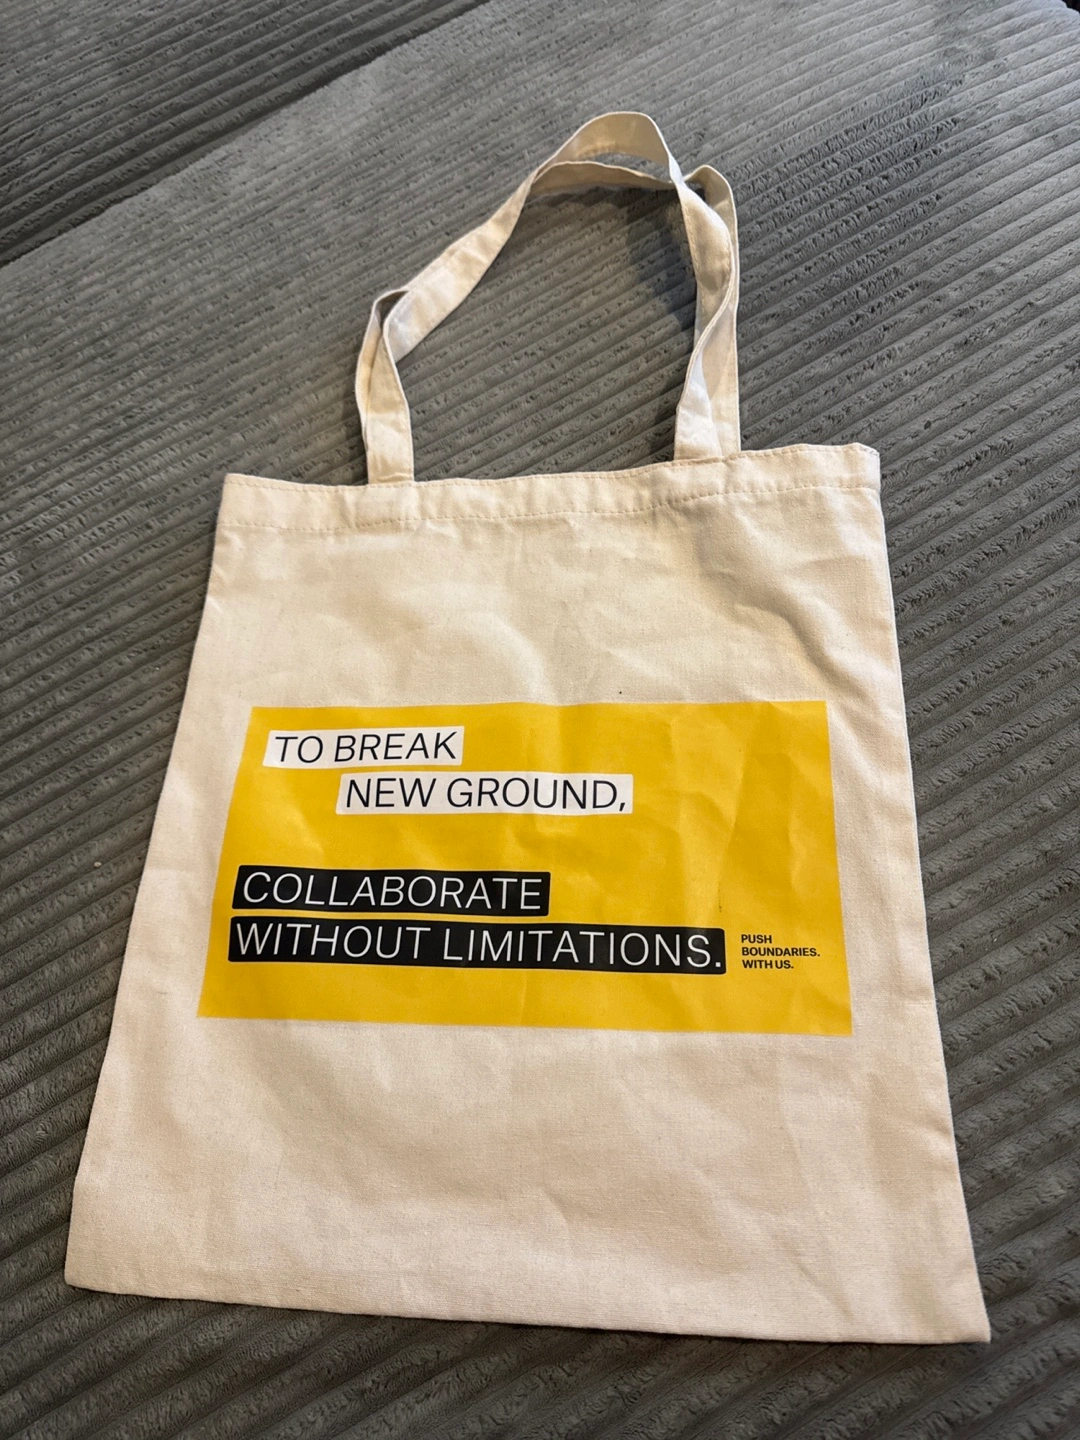 TO BREAK
NEW GROUND,
COLLABORATE
WITHOUT LIMITATIONS.
PUSH
BOUNDARIES.
WITH US.